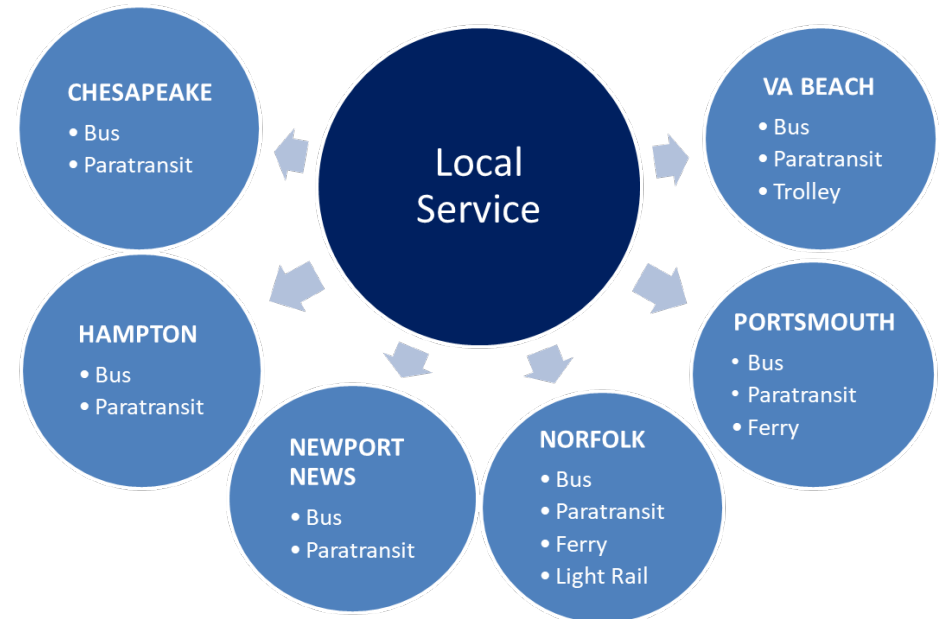 Local
Service
CHESAPEAKE
• Bus
• Paratransit
HAMPTON
• Bus
• Paratransit
NEWPORT
NEWS
• Bus
• Paratransit
NORFOLK
• Bus
• Paratransit
• Ferry
• Light Rail
PORTSMOUTH
• Bus
• Paratransit
• Ferry
VA BEACH
• Bus
• Paratransit
• Trolley